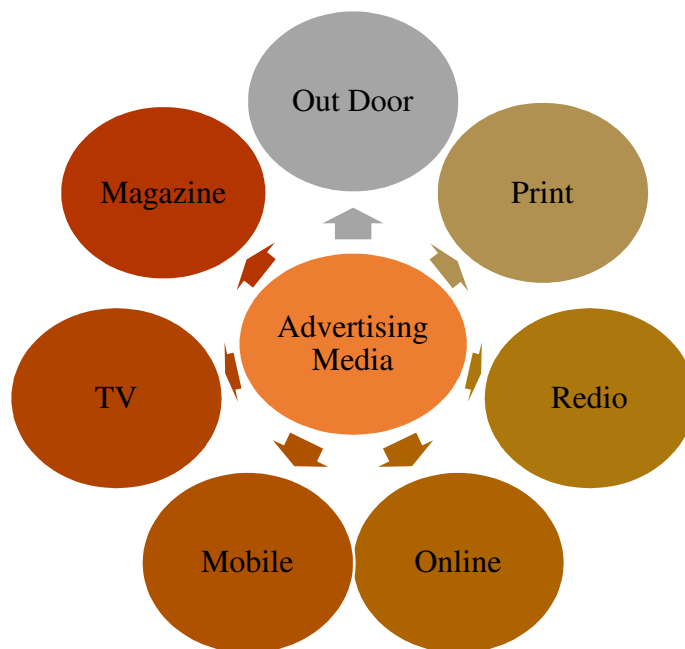 Out Door
Magazine
Print
Advertising
Media
TV
Redio
Mobile
Online